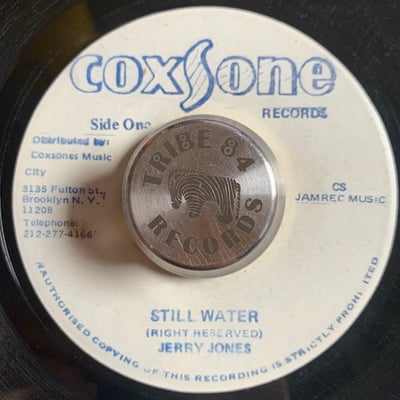 coxsone
RECORDS
Side One
Distributed by:
Coxsones Music
City
3135 Fulton St.,
Brooklyn N. Y.
11208
Telephone:
212-277-4166
CS
JAMREC MUSIC
TRIBE 84
RECORDS
STILL WATER
(RIGHT RESERVED)
JERRY JONES
UNAUTHORISED COPYING OF THIS RECORDING IS STRICTLY PROHIBITED